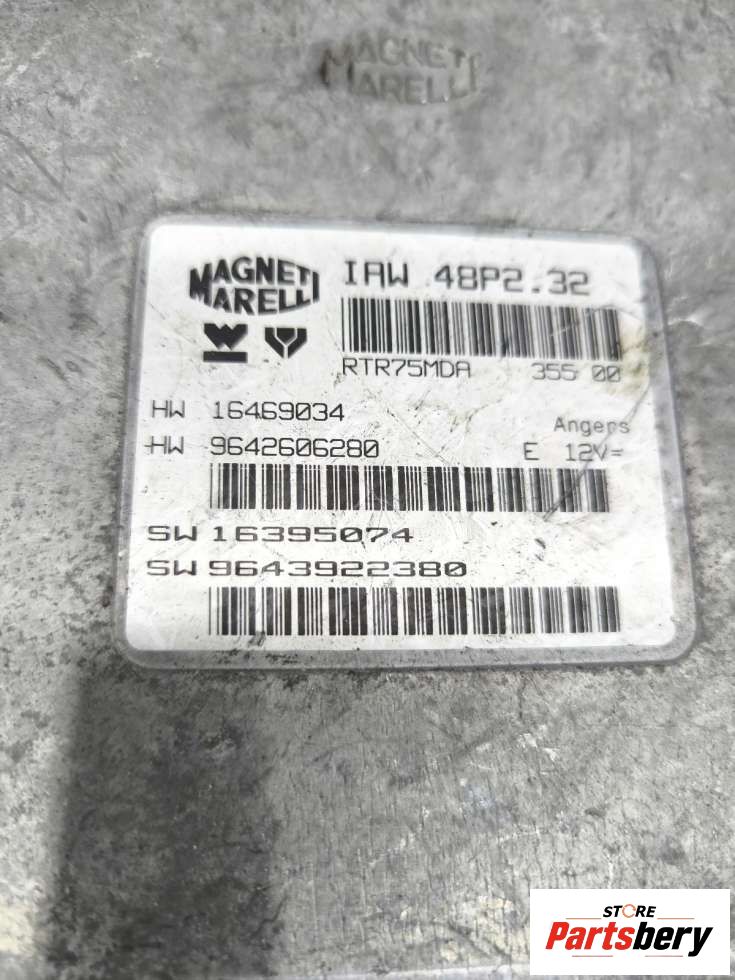 MAGNETI
MARELLI
MAGNETI
MARELLI
IAW 48P2.32
RTR75MDA 355 00
HW 16469034
Angers
HW 9642606280
E 12V=
SW 16395074
SW 9643922380
STORE
Partsbery